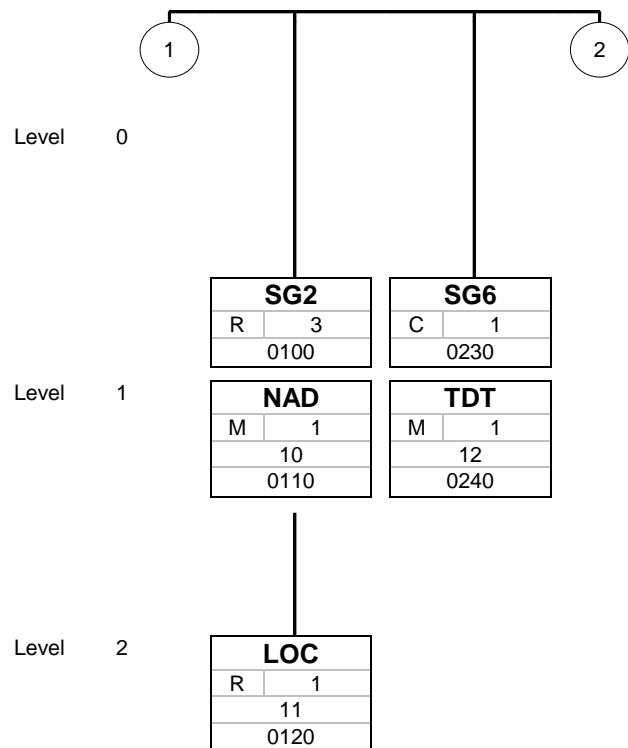 1 2
Level 0
SG2 SG6
R 3 C 1
0100 0230
Level 1
NAD TDT
M 1 M 1
10 12
0110 0240
Level 2
LOC
R 1
11
0120